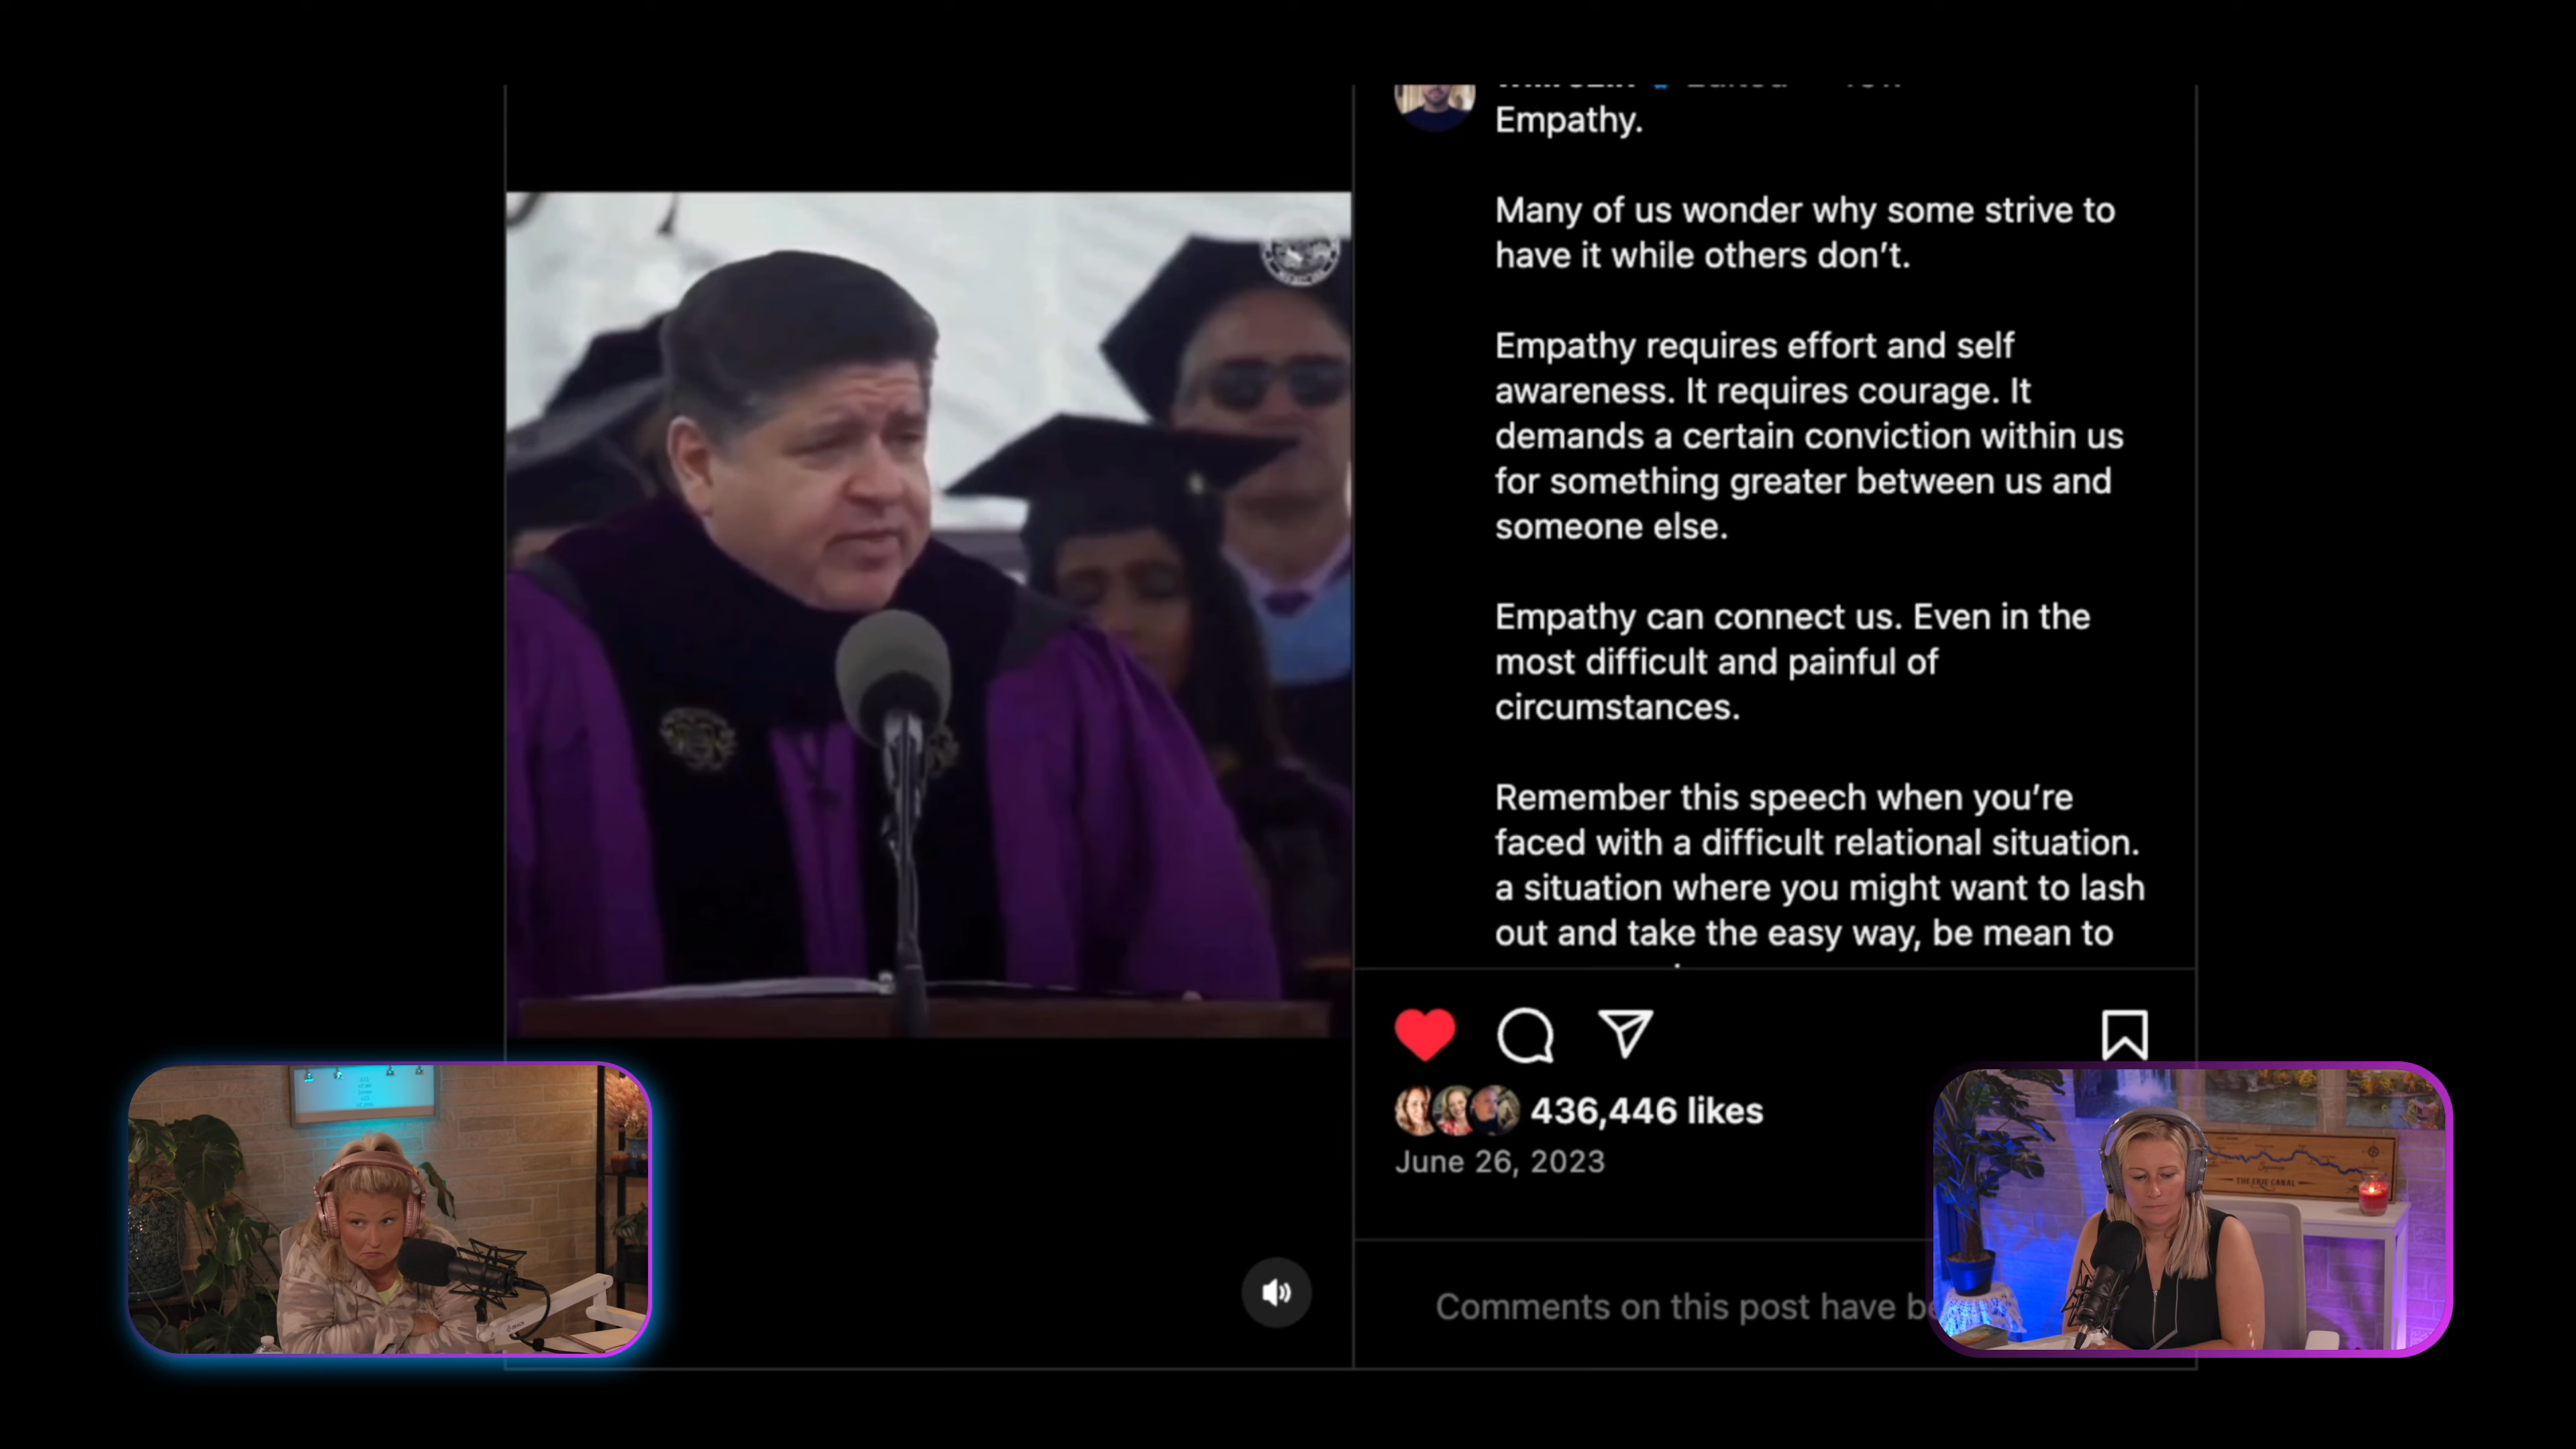 Empathy.
Many of us wonder why some strive to
have it while others don't.
Empathy requires effort and self
awareness. It requires courage. It
demands a certain conviction within us
for something greater between us and
someone else.
Empathy can connect us. Even in the
most difficult and painful of
circumstances.
Remember this speech when you're
faced with a difficult relational situation.
a situation where you might want to lash
out and take the easy way, be mean to
436,446 likes
June 26, 2023
Comments on this post have be
THE ERIE CANAL